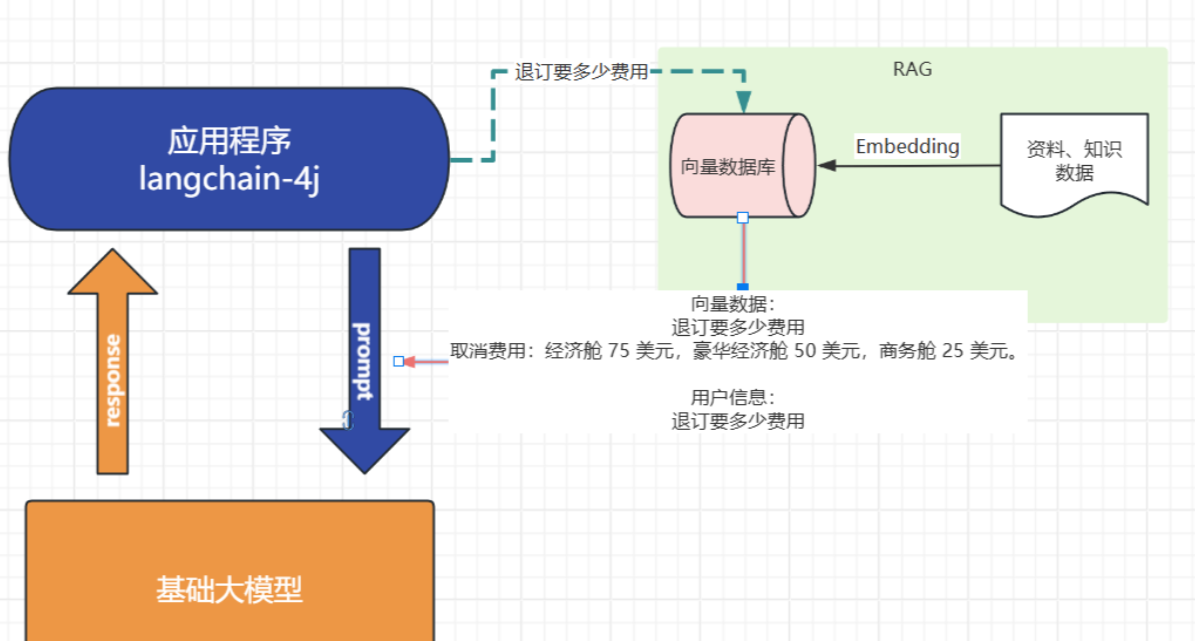 退订要多少费用
RAG
应用程序
langchain-4j
向量数据库
Embedding
资料、知识
数据
response
prompt
向量数据：
退订要多少费用
取消费用：经济舱 75 美元，豪华经济舱 50 美元，商务舱 25 美元。
用户信息：
退订要多少费用
基础大模型